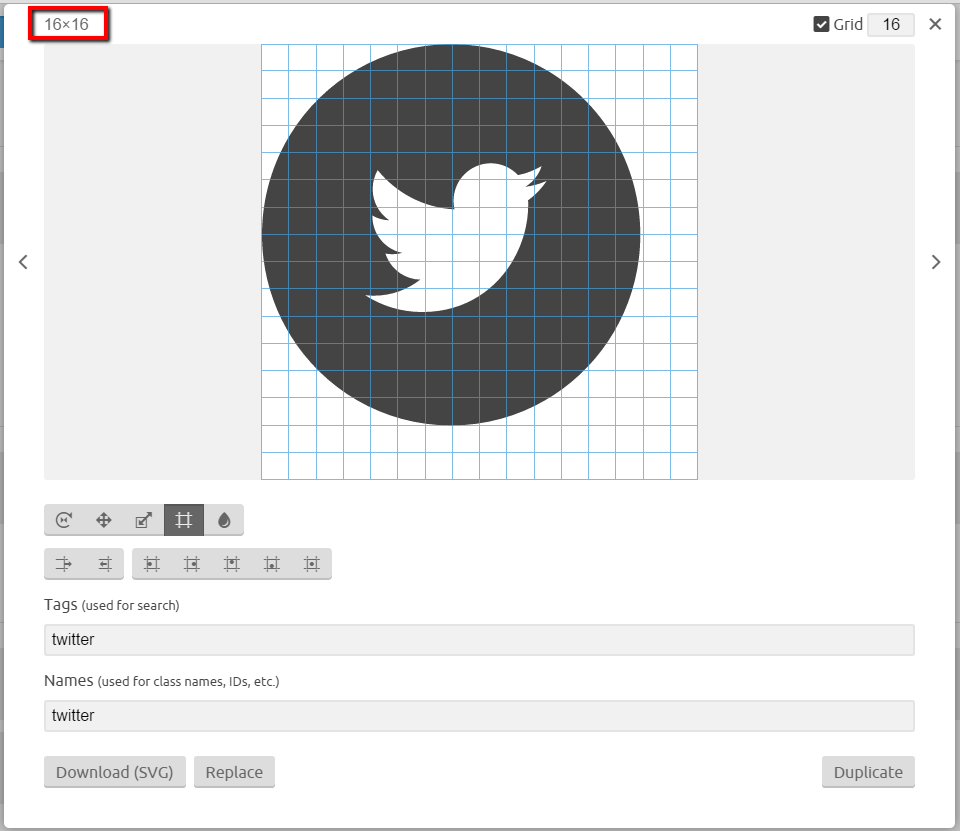 16×16
Grid 16
Tags (used for search)
twitter
Names (used for class names, IDs, etc.)
twitter
Download (SVG) Replace Duplicate